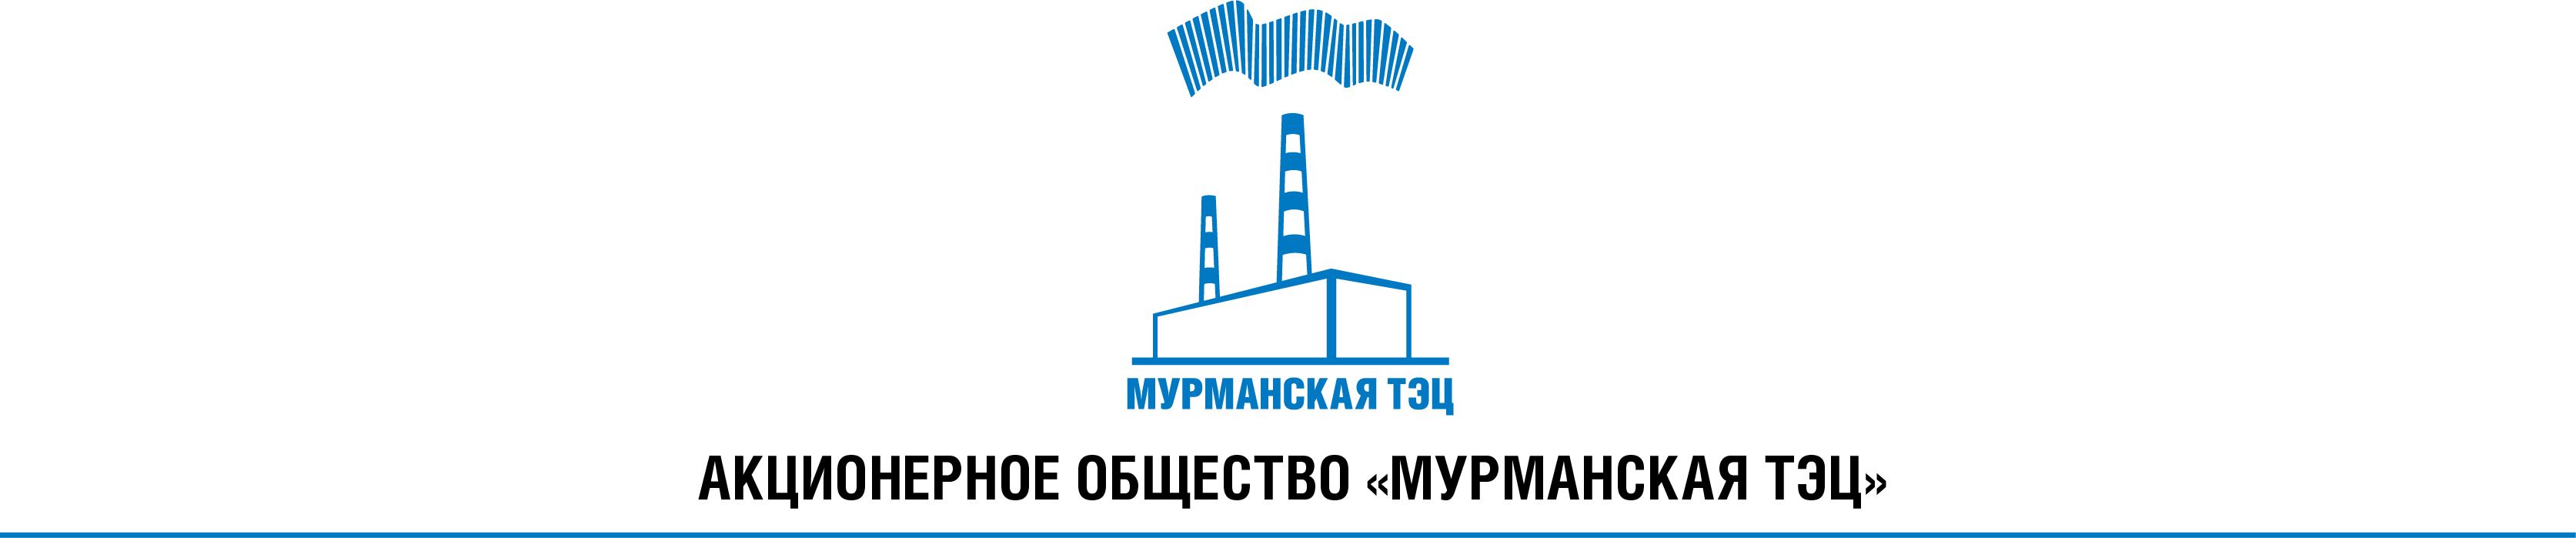 МУРМАНСКАЯ ТЭЦ
АКЦИОНЕРНОЕ ОБЩЕСТВО «МУРМАНСКАЯ ТЭЦ»